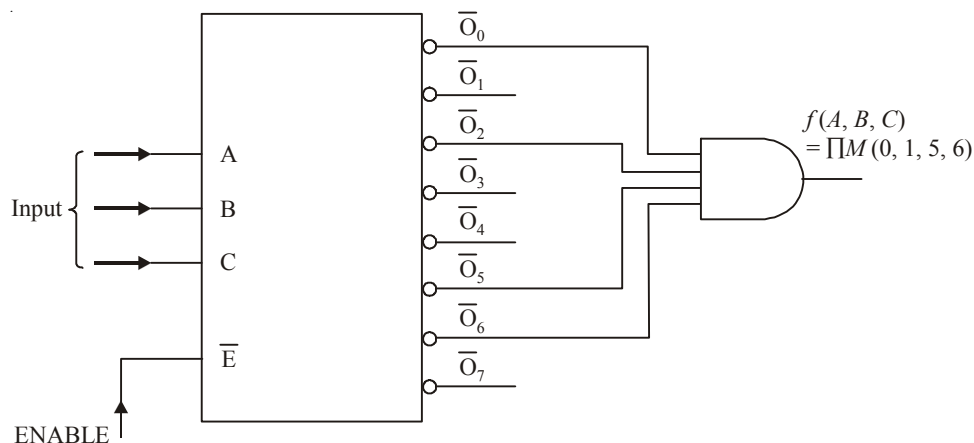 O̅₀
O̅₁
O̅₂
O̅₃
O̅₄
O̅₅
O̅₆
O̅₇
A
B
C
E̅
Input
ENABLE
f(A, B, C)
= ∏M(0, 1, 5, 6)